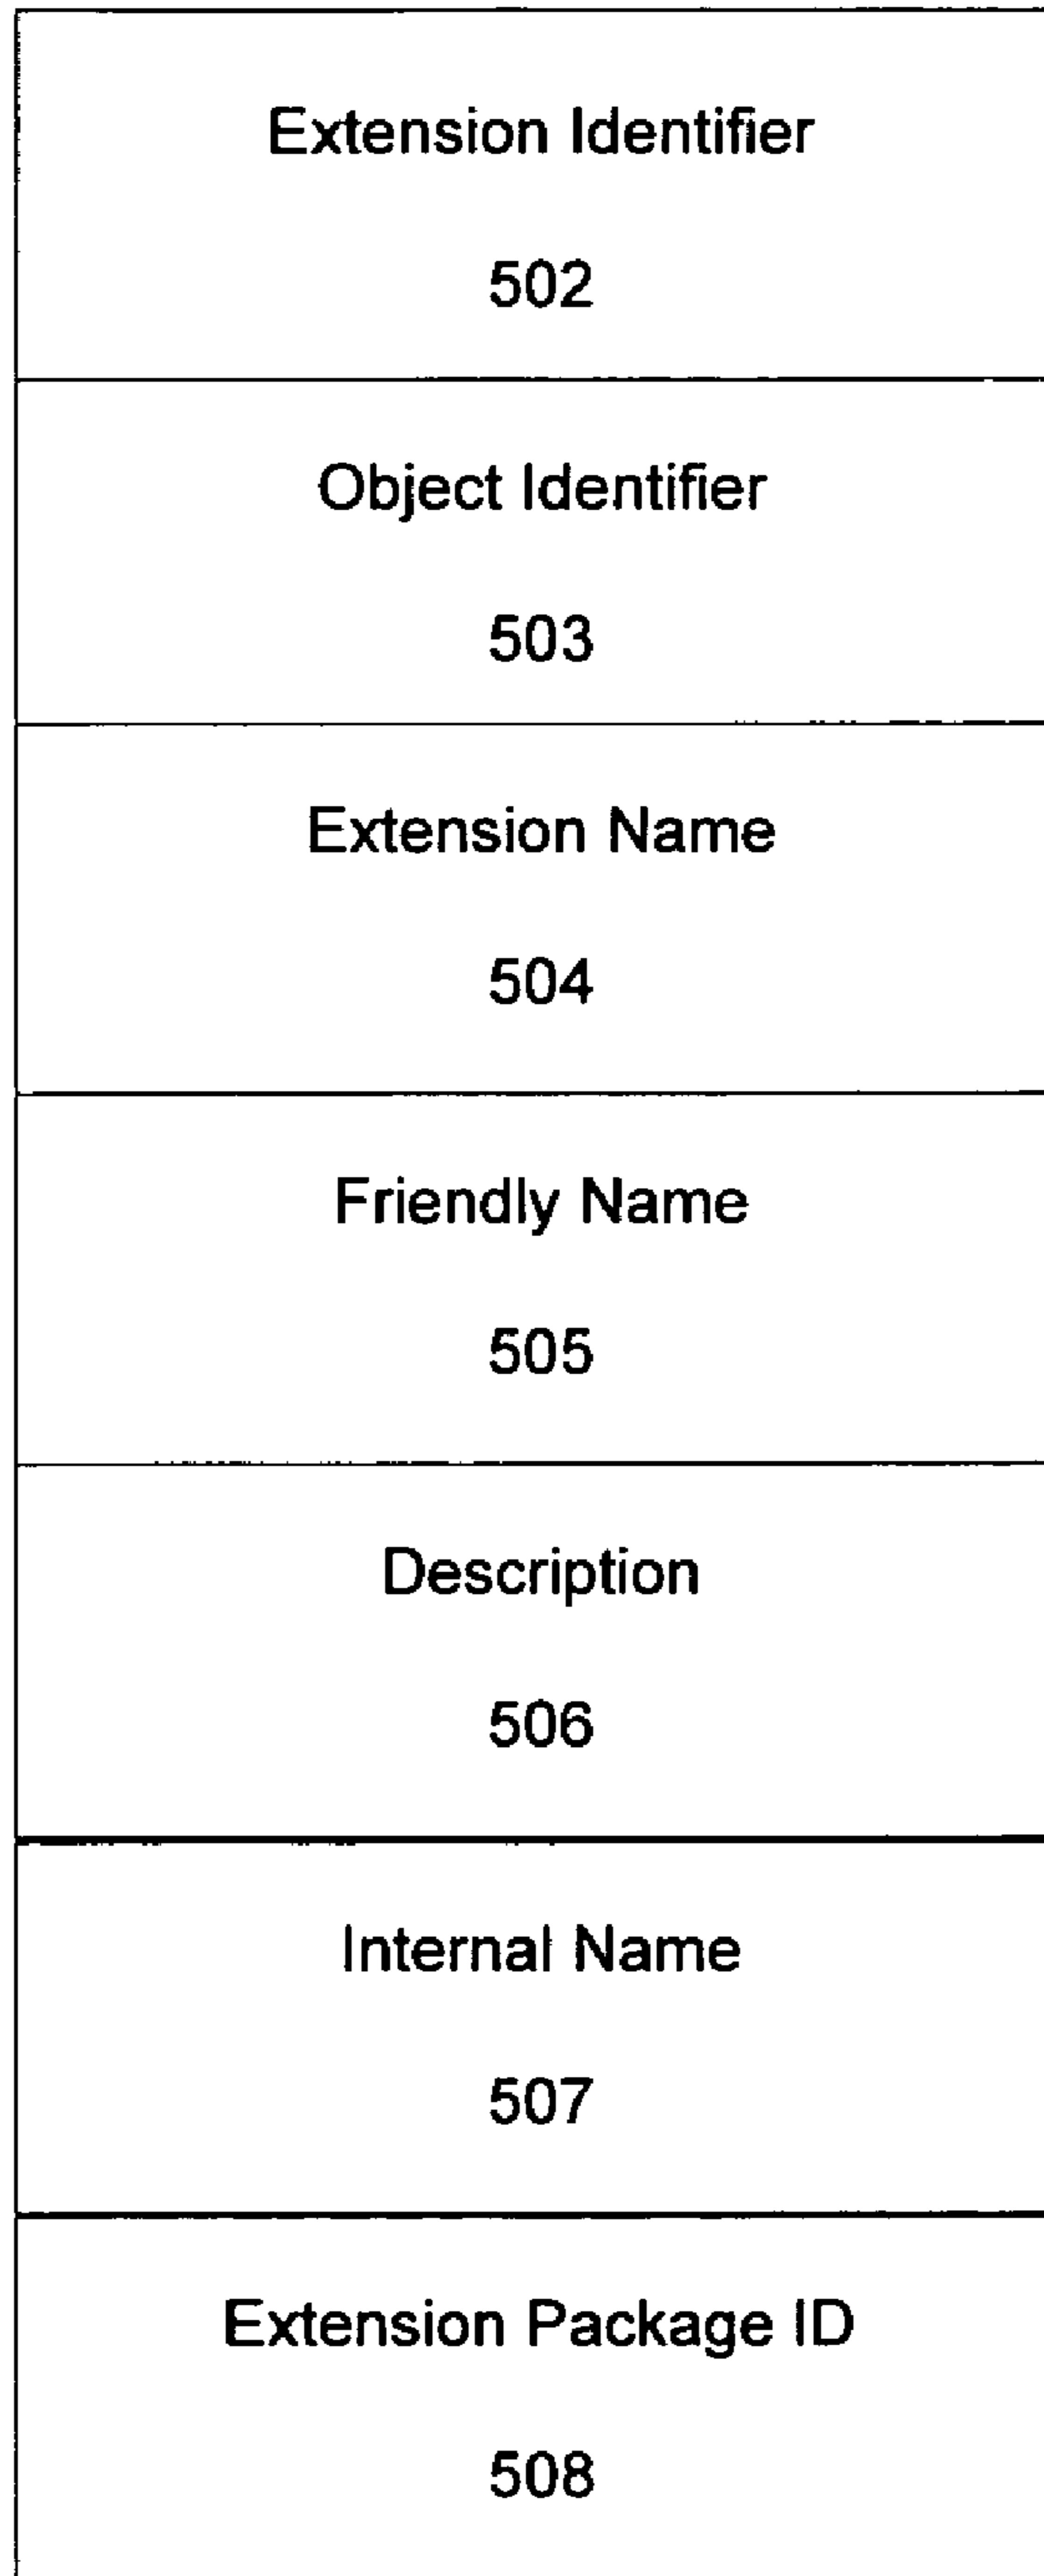 Extension Identifier
502
Object Identifier
503
Extension Name
504
Friendly Name
505
Description
506
Internal Name
507
Extension Package ID
508